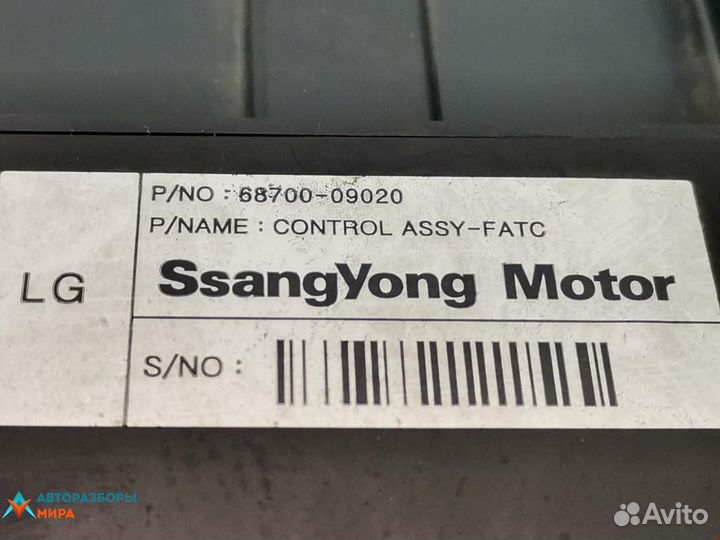 P/NO : 68700-09020
P/NAME : CONTROL ASSY-FATC
LG
SsangYong Motor
S/NO :
АВТОРАЗБОРЫ
МИРА
Avito